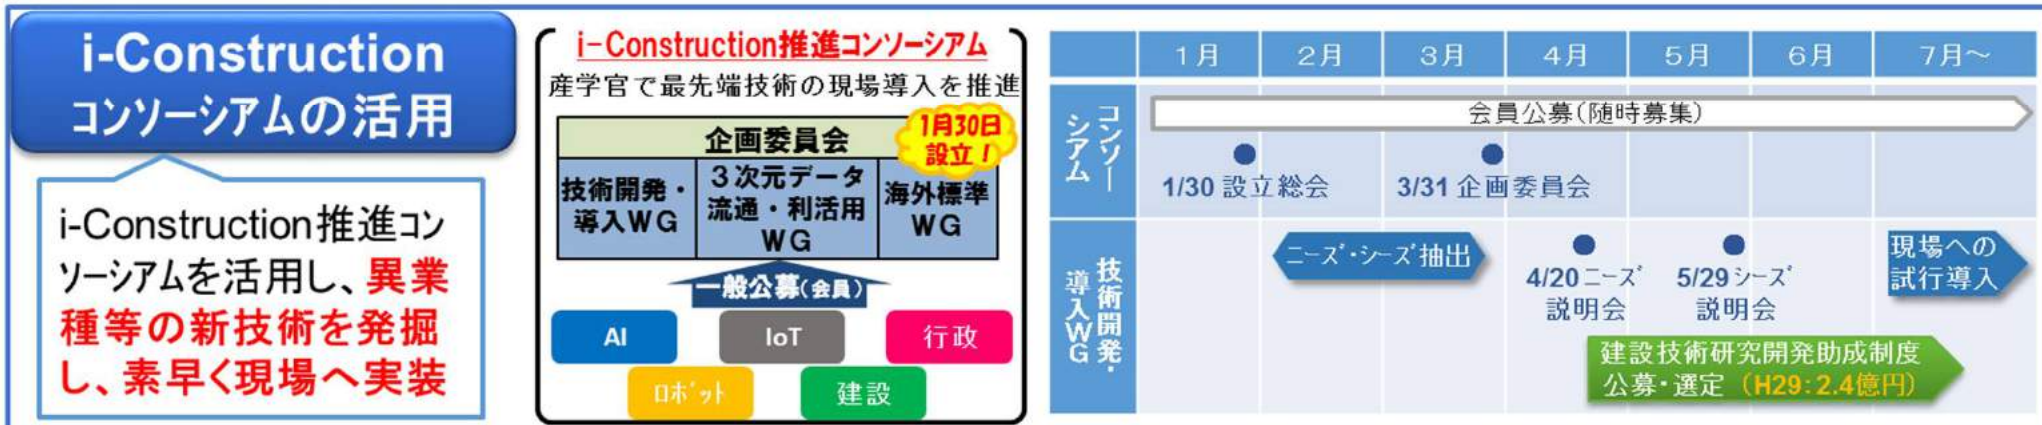 i-Construction
コンソーシアムの活用
i-Construction推進コン
ソーシアムを活用し、異業
種等の新技術を発掘
し、素早く現場へ実装
i-Construction推進コンソーシアム
産学官で最先端技術の現場導入を推進
企画委員会
1月30日
設立！
技術開発・
導入WG
３次元データ
流通・利活用
WG
海外標準
WG
一般公募(会員)
AI
IoT
行政
ロボット
建設
1月
2月
3月
4月
5月
6月
7月～
コンソー
シアム
会員公募(随時募集)
1/30 設立総会
3/31 企画委員会
技術開発・
導入WG
ニーズ・シーズ抽出
4/20ニーズ
説明会
5/29シーズ
説明会
現場への
試行導入
建設技術研究開発助成制度
公募・選定（H29：2.4億円）